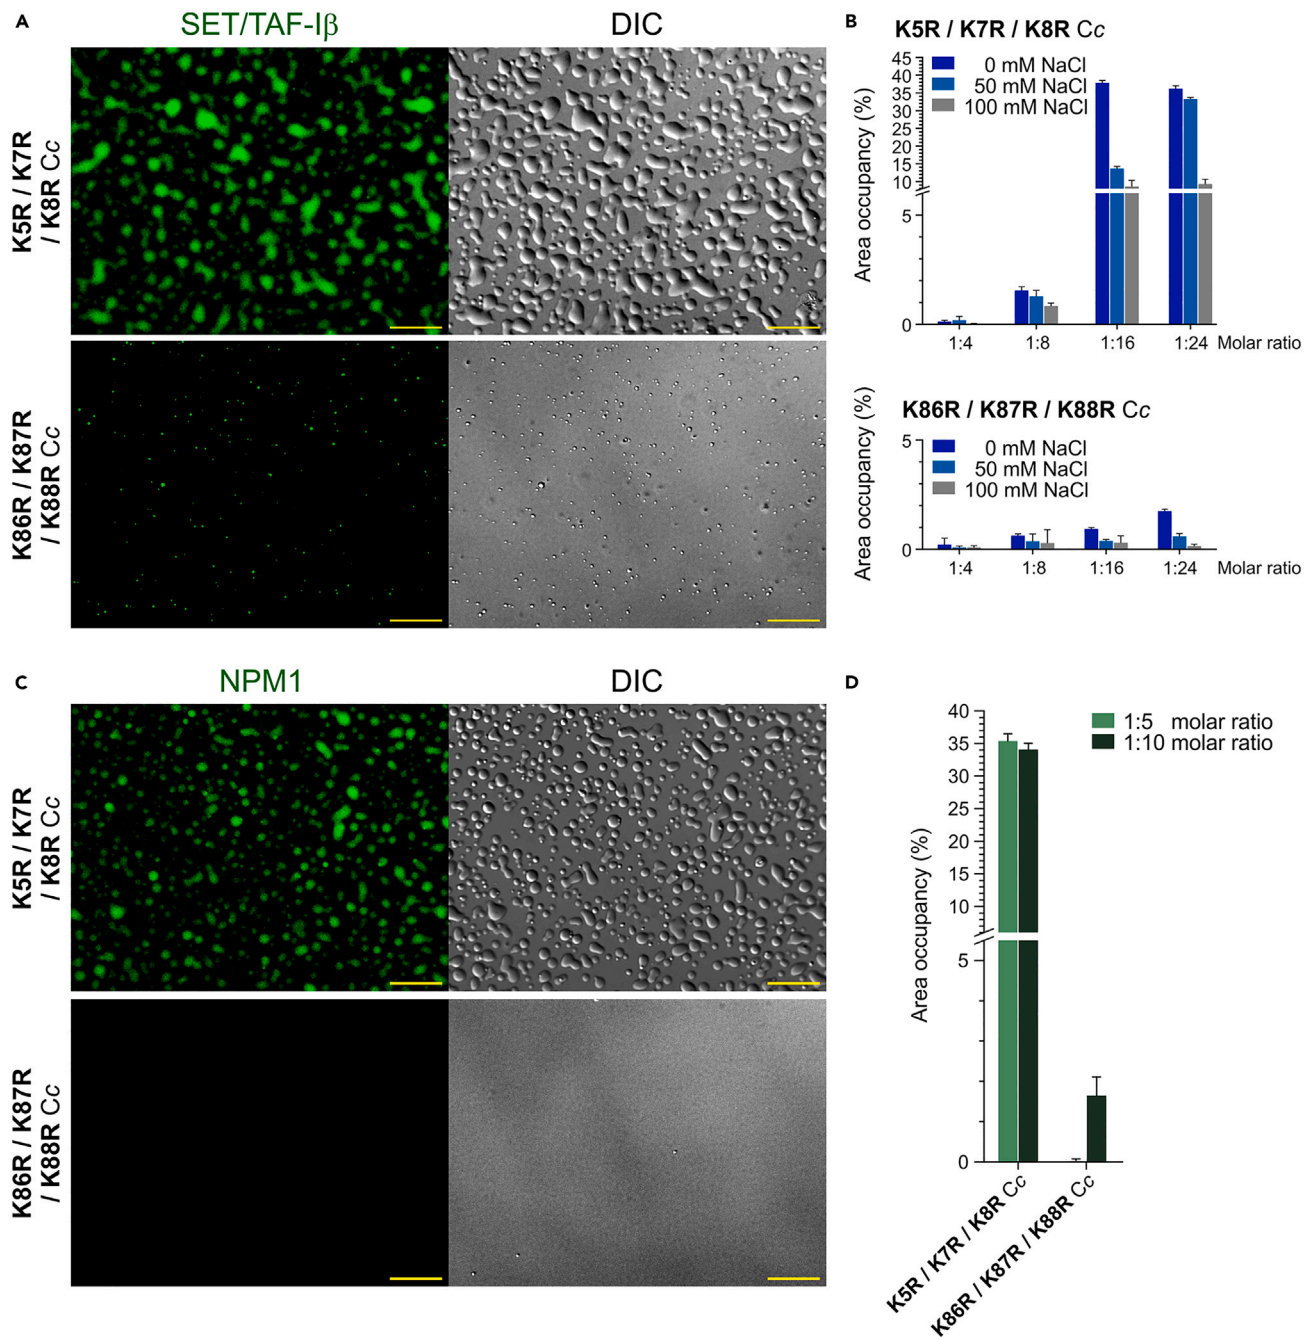 A
SET/TAF-Iβ
DIC
K5R / K7R
/ K8R Cc
K86R / K87R
/ K88R Cc
B
K5R / K7R / K8R Cc
Area occupancy (%)
45
40
35
30
25
20
15
10
5
0
0 mM NaCl
50 mM NaCl
100 mM NaCl
1:4
1:8
1:16
1:24
Molar ratio
K86R / K87R / K88R Cc
Area occupancy (%)
5
0
0 mM NaCl
50 mM NaCl
100 mM NaCl
1:4
1:8
1:16
1:24
Molar ratio
C
NPM1
DIC
K5R / K7R
/ K8R Cc
K86R / K87R
/ K88R Cc
D
Area occupancy (%)
40
35
30
25
20
15
10
5
0
1:5 molar ratio
1:10 molar ratio
K5R / K7R / K8R Cc
K86R / K87R / K88R Cc